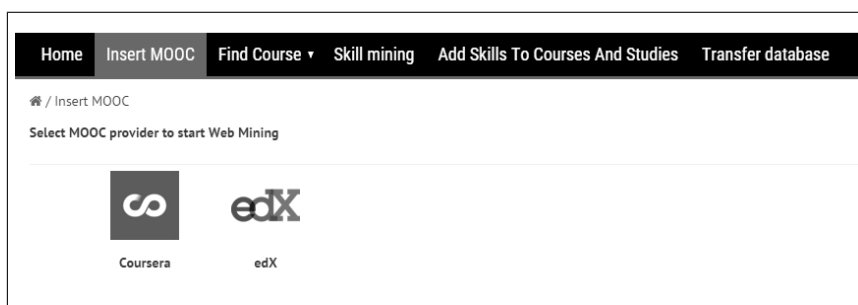 Home Insert MOOC Find Course ▾ Skill mining Add Skills To Courses And Studies Transfer database
/ Insert MOOC
Select MOOC provider to start Web Mining
edX
Coursera edX